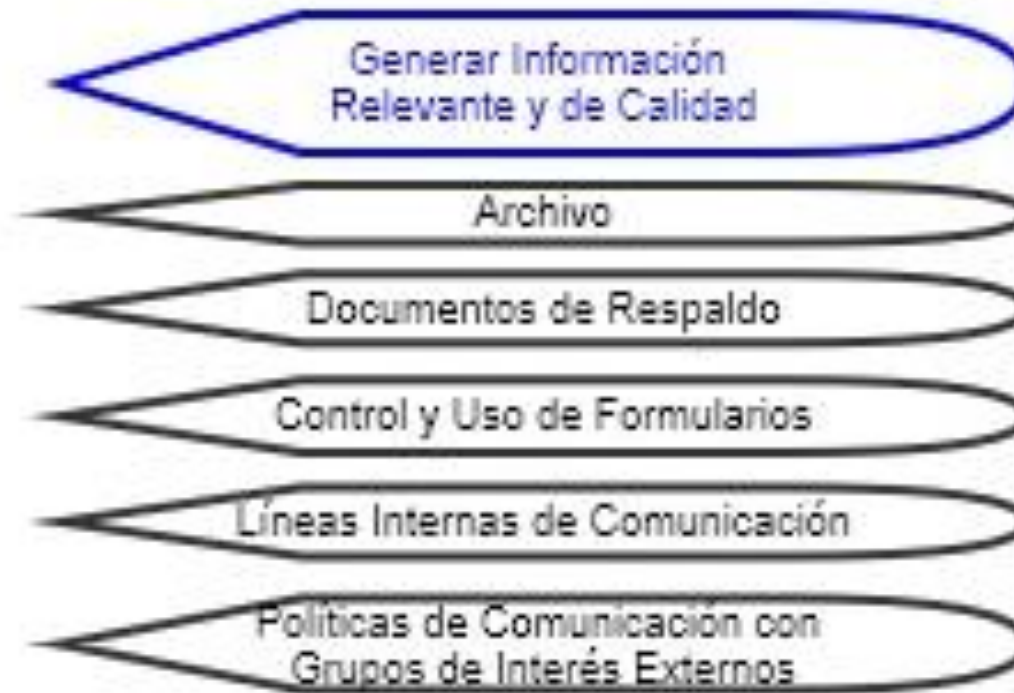 Generar Información
Relevante y de Calidad
Archivo
Documentos de Respaldo
Control y Uso de Formularios
Líneas Internas de Comunicación
Políticas de Comunicación con
Grupos de Interés Externos